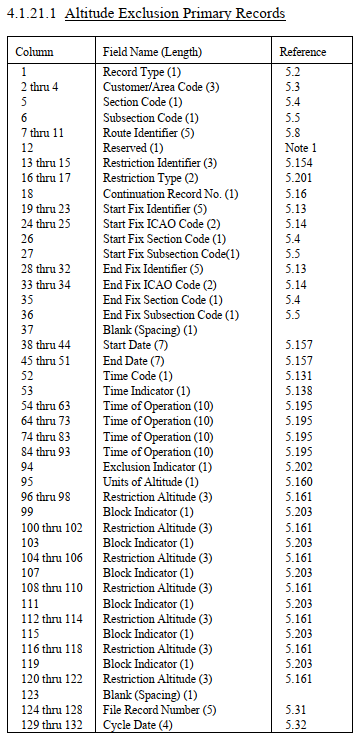 4.1.21.1 Altitude Exclusion Primary Records
Column Field Name (Length) Reference
1 Record Type (1) 5.2
2 thru 4 Customer/Area Code (3) 5.3
5 Section Code (1) 5.4
6 Subsection Code (1) 5.5
7 thru 11 Route Identifier (5) 5.8
12 Reserved (1) Note 1
13 thru 15 Restriction Identifier (3) 5.154
16 thru 17 Restriction Type (2) 5.201
18 Continuation Record No. (1) 5.16
19 thru 23 Start Fix Identifier (5) 5.13
24 thru 25 Start Fix ICAO Code (2) 5.14
26 Start Fix Section Code (1) 5.4
27 Start Fix Subsection Code(1) 5.5
28 thru 32 End Fix Identifier (5) 5.13
33 thru 34 End Fix ICAO Code (2) 5.14
35 End Fix Section Code (1) 5.4
36 End Fix Subsection Code (1) 5.5
37 Blank (Spacing) (1)
38 thru 44 Start Date (7) 5.157
45 thru 51 End Date (7) 5.157
52 Time Code (1) 5.131
53 Time Indicator (1) 5.138
54 thru 63 Time of Operation (10) 5.195
64 thru 73 Time of Operation (10) 5.195
74 thru 83 Time of Operation (10) 5.195
84 thru 93 Time of Operation (10) 5.195
94 Exclusion Indicator (1) 5.202
95 Units of Altitude (1) 5.160
96 thru 98 Restriction Altitude (3) 5.161
99 Block Indicator (1) 5.203
100 thru 102 Restriction Altitude (3) 5.161
103 Block Indicator (1) 5.203
104 thru 106 Restriction Altitude (3) 5.161
107 Block Indicator (1) 5.203
108 thru 110 Restriction Altitude (3) 5.161
111 Block Indicator (1) 5.203
112 thru 114 Restriction Altitude (3) 5.161
115 Block Indicator (1) 5.203
116 thru 118 Restriction Altitude (3) 5.161
119 Block Indicator (1) 5.203
120 thru 122 Restriction Altitude (3) 5.161
123 Blank (Spacing) (1)
124 thru 128 File Record Number (5) 5.31
129 thru 132 Cycle Date (4) 5.32